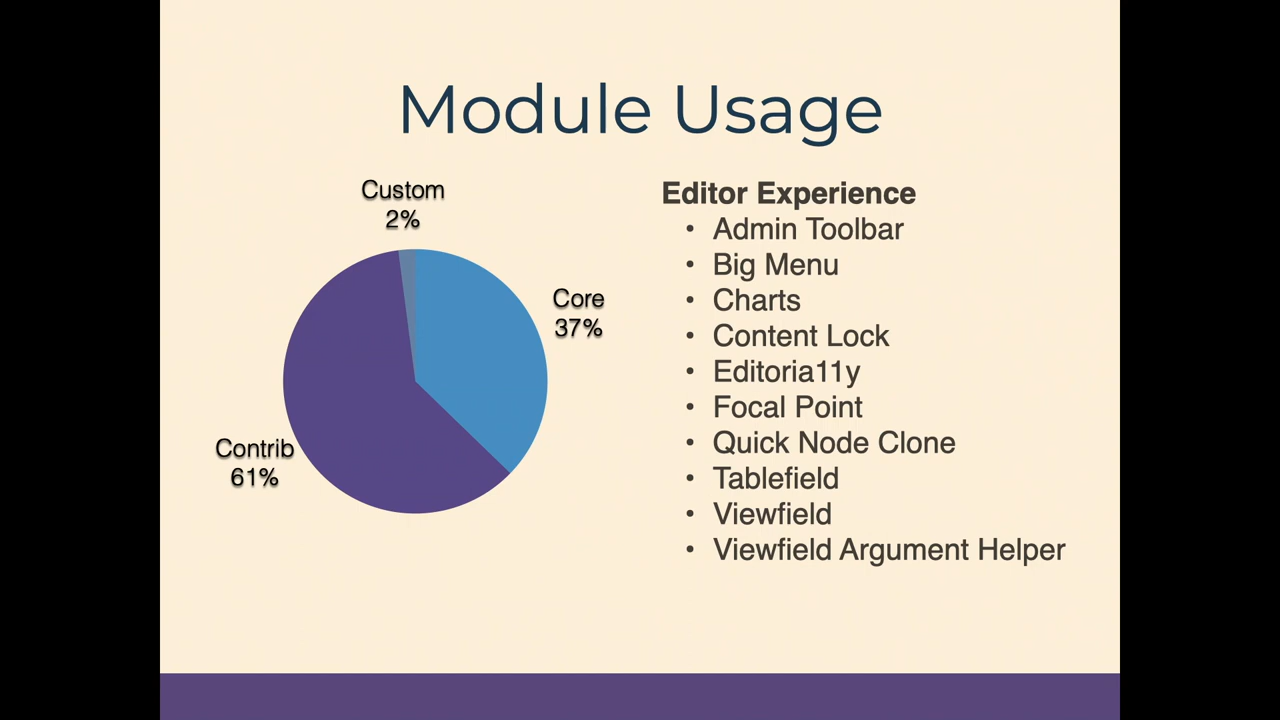 Module Usage
Custom
2%
Core
37%
Contrib
61%
Editor Experience
• Admin Toolbar
• Big Menu
• Charts
• Content Lock
• Editoria11y
• Focal Point
• Quick Node Clone
• Tablefield
• Viewfield
• Viewfield Argument Helper